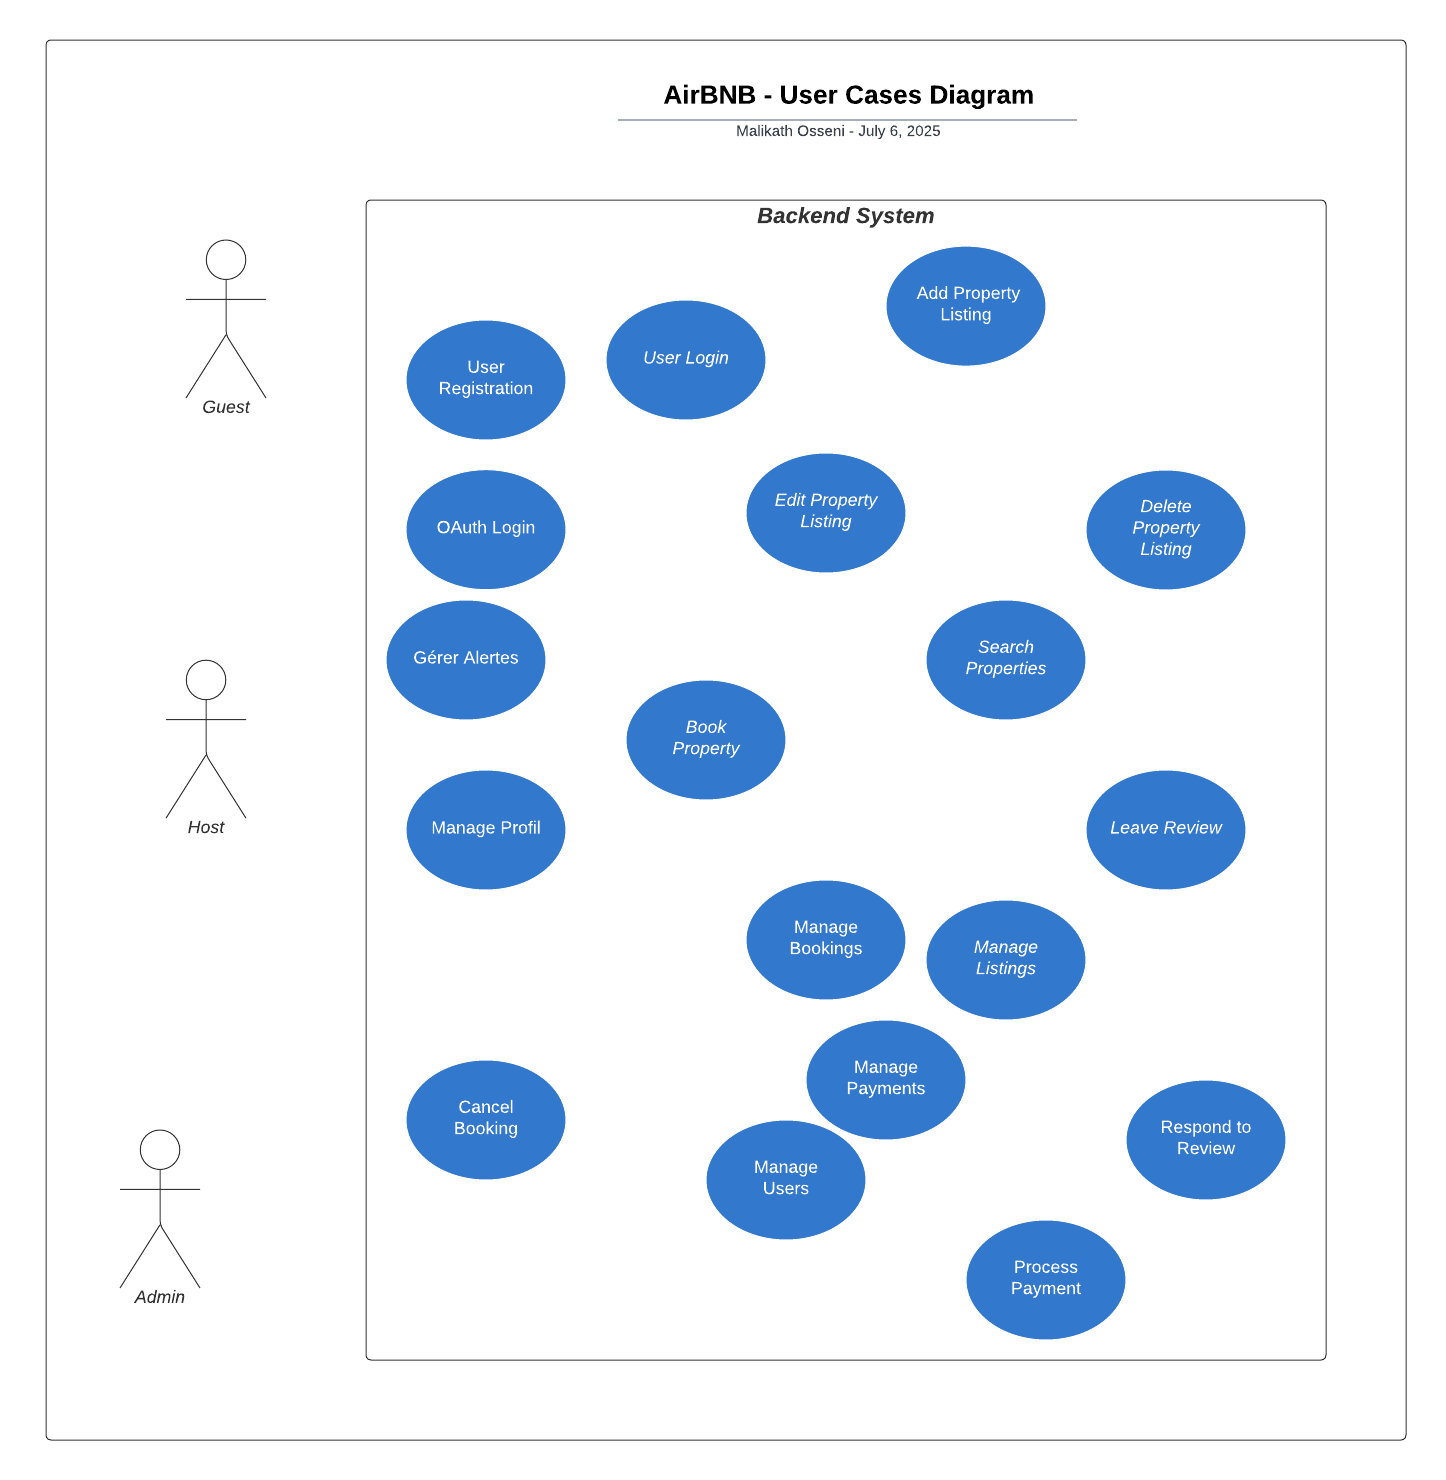 AirBNB - User Cases Diagram
Malikath Osseni - July 6, 2025
Backend System
Guest
Host
Admin
Add Property
Listing
User Login
User
Registration
Edit Property
Listing
Delete
Property
Listing
OAuth Login
Gérer Alertes
Search
Properties
Book
Property
Manage Profil
Leave Review
Manage
Bookings
Manage
Listings
Manage
Payments
Cancel
Booking
Respond to
Review
Manage
Users
Process
Payment